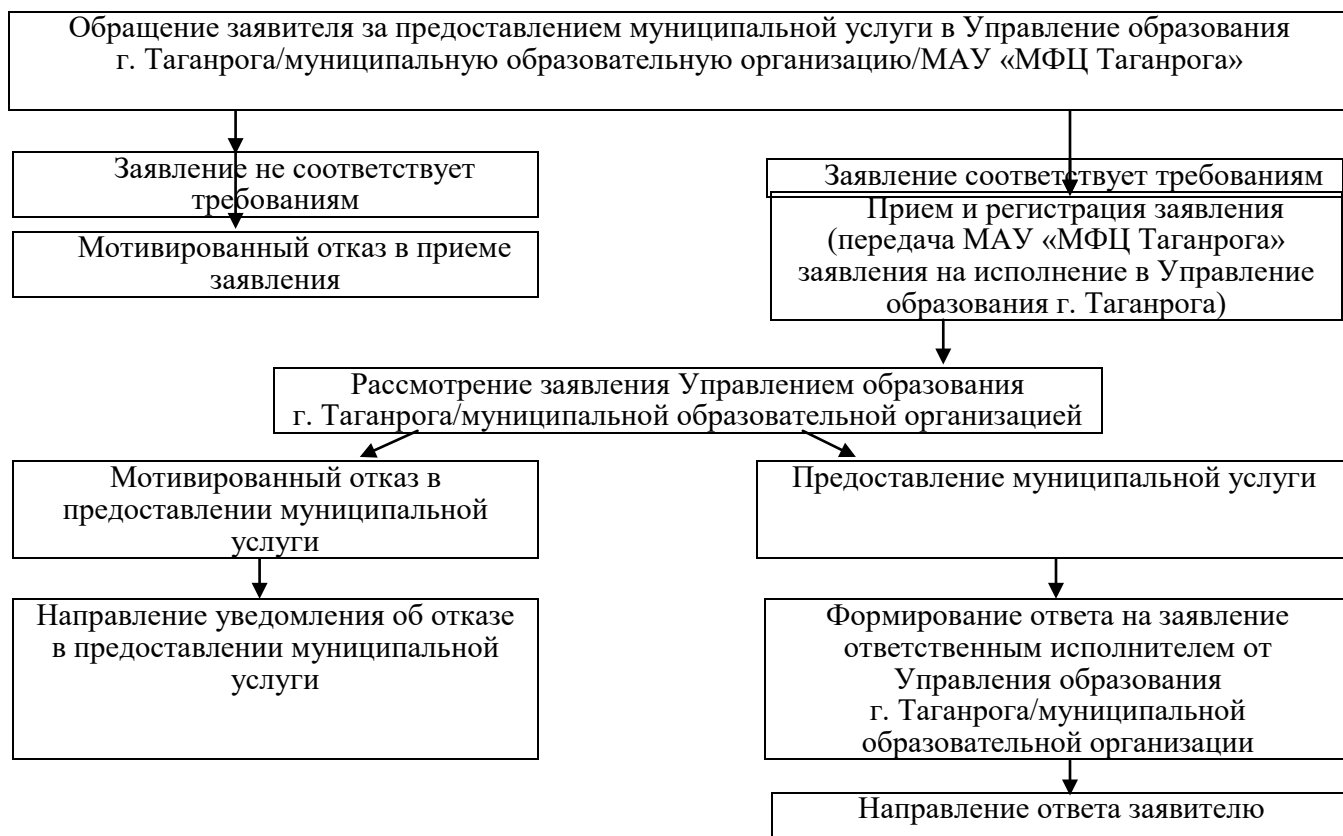 Обращение заявителя за предоставлением муниципальной услуги в Управление образования
г. Таганрога/муниципальную образовательную организацию/МАУ «МФЦ Таганрога»
Заявление не соответствует
требованиям
Мотивированный отказ в приеме
заявления
Заявление соответствует требованиям
Прием и регистрация заявления
(передача МАУ «МФЦ Таганрога»
заявления на исполнение в Управление
образования г. Таганрога)
Рассмотрение заявления Управлением образования
г. Таганрога/муниципальной образовательной организацией
Мотивированный отказ в
предоставлении муниципальной
услуги
Предоставление муниципальной услуги
Направление уведомления об отказе
в предоставлении муниципальной
услуги
Формирование ответа на заявление
ответственным исполнителем от
Управления образования
г. Таганрога/муниципальной
образовательной организации
Направление ответа заявителю